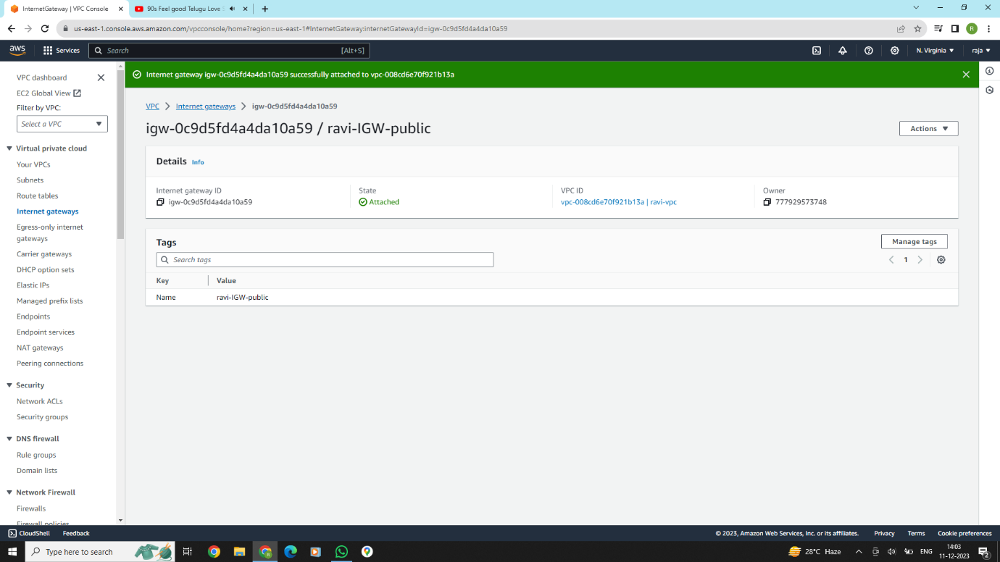 InternetGateway | VPC Console
90s Feel good Telugu Love
us-east-1.console.aws.amazon.com/vpcconsole/home?region=us-east-1#InternetGateway:internetGatewayId=igw-0c9d5fd4a4da10a59
R
aws
Services
Search
[Alt+S]
N. Virginia
raja
VPC dashboard
EC2 Global View
Filter by VPC:
Select a VPC
Virtual private cloud
Your VPCs
Subnets
Route tables
Internet gateways
Egress-only internet
gateways
Carrier gateways
DHCP option sets
Elastic IPs
Managed prefix lists
Endpoints
Endpoint services
NAT gateways
Peering connections
Security
Network ACLs
Security groups
DNS firewall
Rule groups
Domain lists
Network Firewall
Firewalls
Firewall policies
Internet gateway igw-0c9d5fd4a4da10a59 successfully attached to vpc-008cd6e70f921b13a
VPC
Internet gateways
igw-0c9d5fd4a4da10a59
igw-0c9d5fd4a4da10a59 / ravi-IGW-public
Actions
Details Info
Internet gateway ID
igw-0c9d5fd4a4da10a59
State
Attached
VPC ID
vpc-008cd6e70f921b13a | ravi-vpc
Owner
777929573748
Tags
Manage tags
Search tags
1
Key
Value
Name
ravi-IGW-public
CloudShell
Feedback
© 2023, Amazon Web Services, Inc. or its affiliates.
Privacy
Terms
Cookie preferences
Type here to search
28°C Haze
ENG
14:03
11-12-2023
2